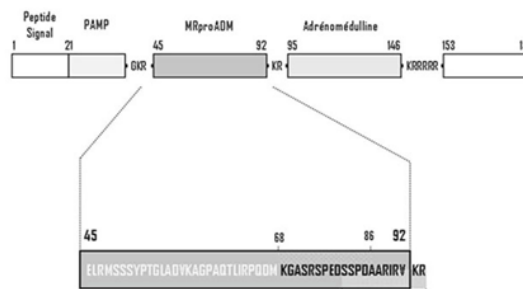 Peptide
Signal
PAMP
MRproADM
Adrénomédulline
1
21
45
92
95
146
153
GKR
KR
KRRRRR
45
68
86
92
ELRMSSSYPTGLADVKAGPAQTLIRPQDM KGASRSPEDSSPDAARIRV KR